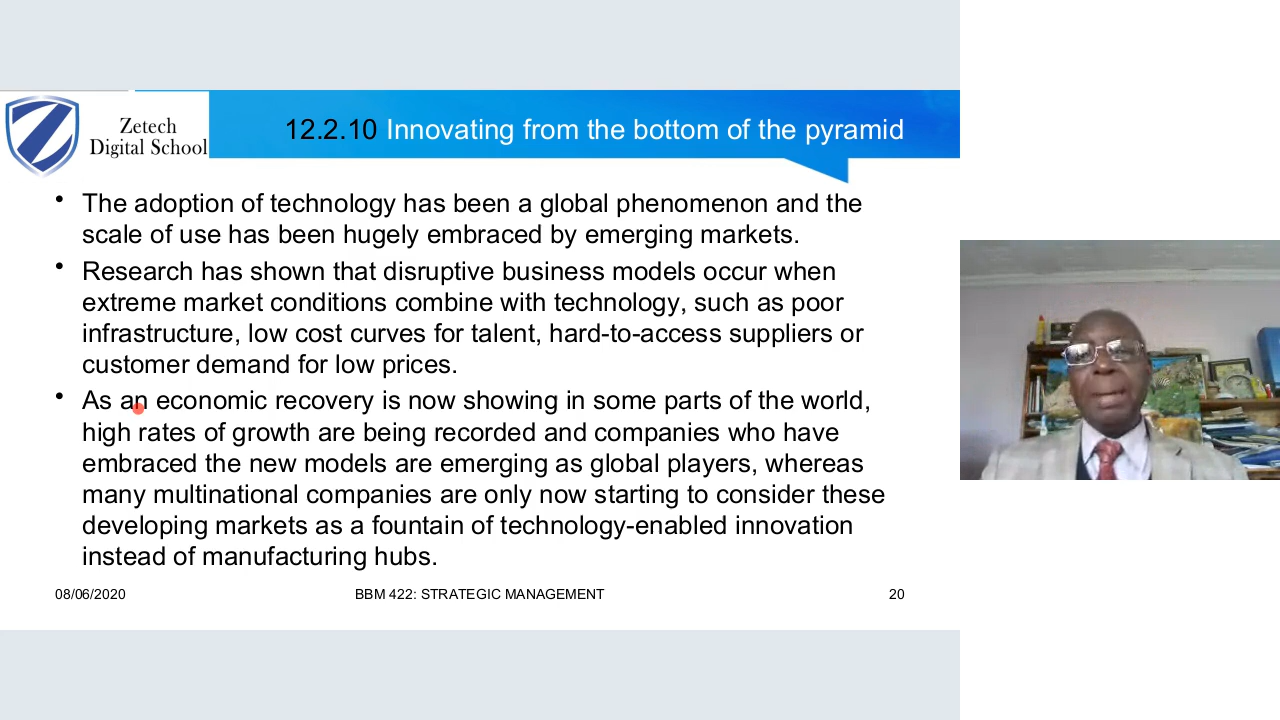 Zetech
Digital School
12.2.10 Innovating from the bottom of the pyramid
• The adoption of technology has been a global phenomenon and the
scale of use has been hugely embraced by emerging markets.
• Research has shown that disruptive business models occur when
extreme market conditions combine with technology, such as poor
infrastructure, low cost curves for talent, hard-to-access suppliers or
customer demand for low prices.
• As an economic recovery is now showing in some parts of the world,
high rates of growth are being recorded and companies who have
embraced the new models are emerging as global players, whereas
many multinational companies are only now starting to consider these
developing markets as a fountain of technology-enabled innovation
instead of manufacturing hubs.
08/06/2020
BBM 422: STRATEGIC MANAGEMENT
20